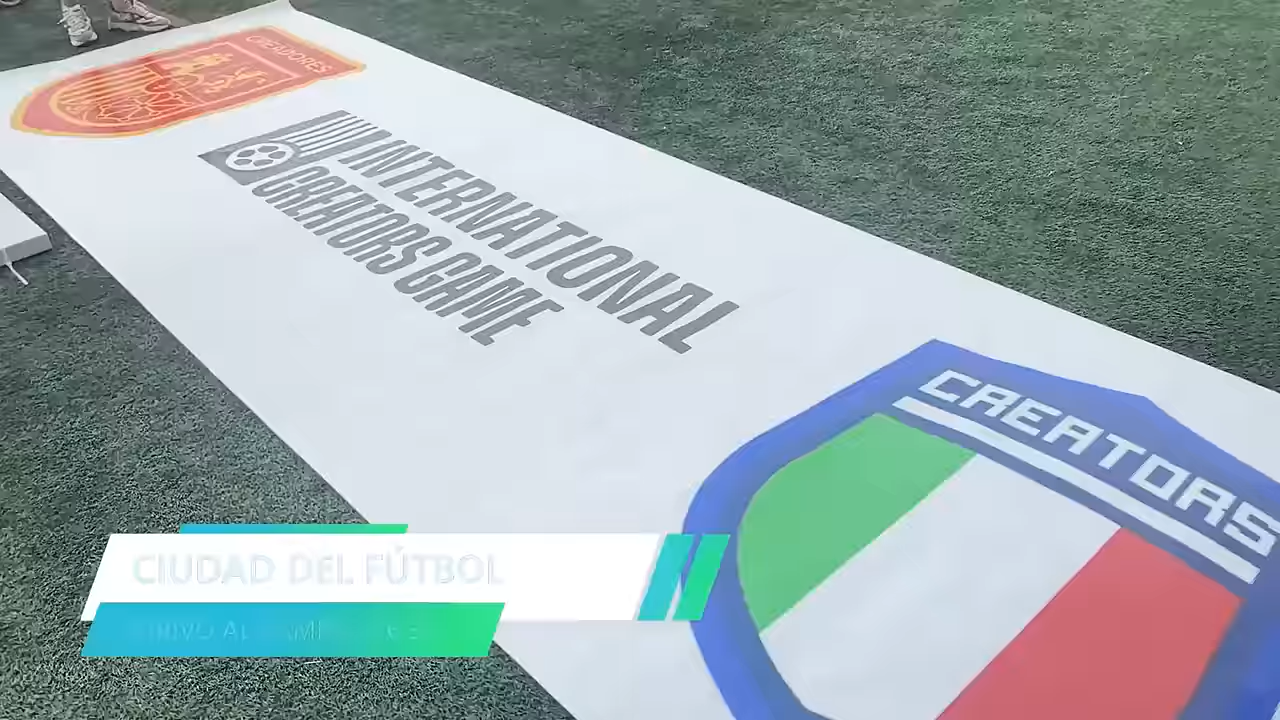 CREADORES
INTERNATIONAL
CREATORS GAME
CREATORS
CIUDAD DEL FÚTBOL